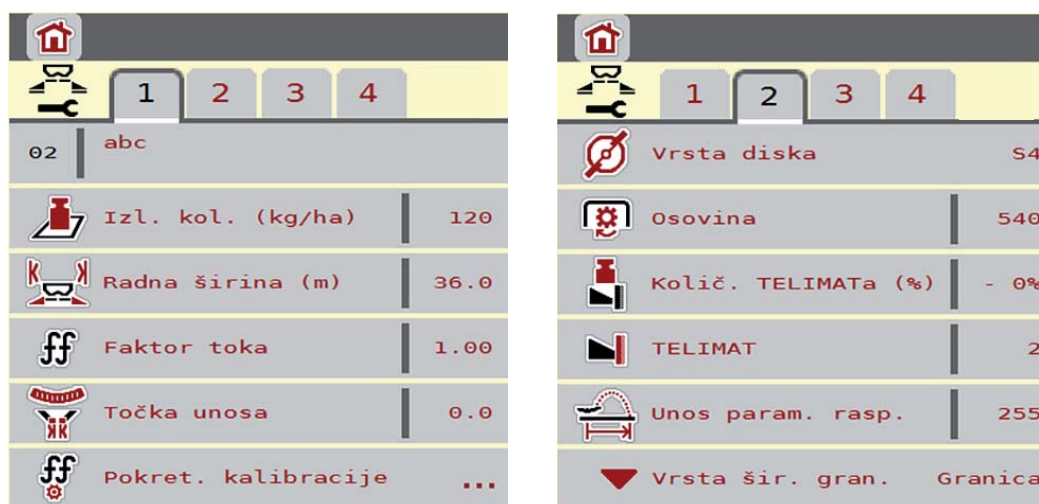 1 2 3 4
02 abc
Izl. kol. (kg/ha) 120
Radna širina (m) 36.0
Faktor toka 1.00
Točka unosa 0.0
Pokret. kalibracije ...
1 2 3 4
Vrsta diska S4
Osovina 540
Količ. TELIMATa (%) - 0%
TELIMAT 2
Unos param. rasp. 255
Vrsta šir. gran. Granica